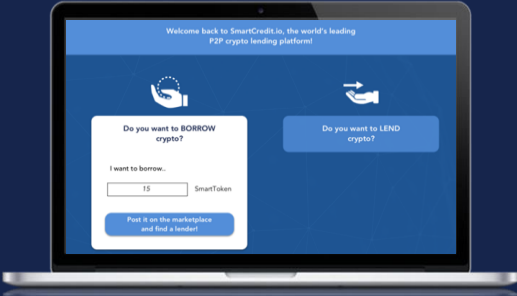 Welcome back to SmartCredit.io, the world's leading
P2P crypto lending platform!
Do you want to BORROW
crypto?
I want to borrow..
15
SmartToken
Post it on the marketplace
and find a lender!
Do you want to LEND
crypto?